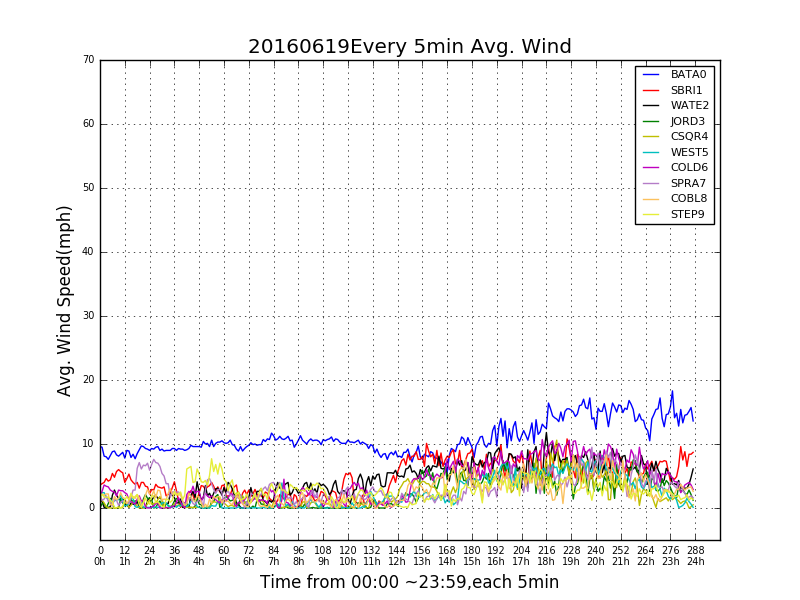 20160619Every 5min Avg. Wind
70
60
50
40
30
20
10
0
Avg. Wind Speed(mph)
BATA0
SBRI1
WATE2
JORD3
CSQR4
WEST5
COLD6
SPRA7
COBL8
STEP9
0 12 24 36 48 60 72 84 96 108 120 132 144 156 168 180 192 204 216 228 240 252 264 276 288
0h 1h 2h 3h 4h 5h 6h 7h 8h 9h 10h 11h 12h 13h 14h 15h 16h 17h 18h 19h 20h 21h 22h 23h 24h
Time from 00:00 ~23:59,each 5min